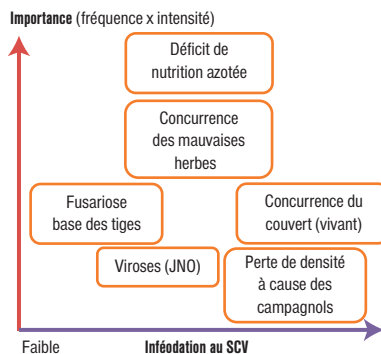 Importance (fréquence x intensité)
Déficit de
nutrition azotée
Concurrence
des mauvaises
herbes
Fusariose
base des tiges
Concurrence du
couvert (vivant)
Viroses (JNO)
Perte de densité
à cause des
campagnols
Faible
Inféodation au SCV